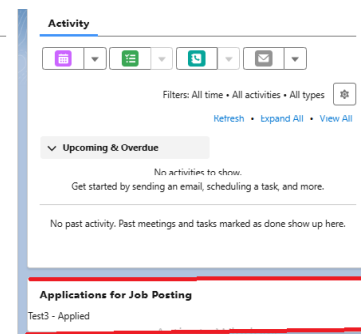 Activity
Filters: All time • All activities • All types
Refresh • Expand All • View All
Upcoming & Overdue
No activities to show.
Get started by sending an email, scheduling a task, and more.
No past activity. Past meetings and tasks marked as done show up here.
Applications for Job Posting
Test3 - Applied